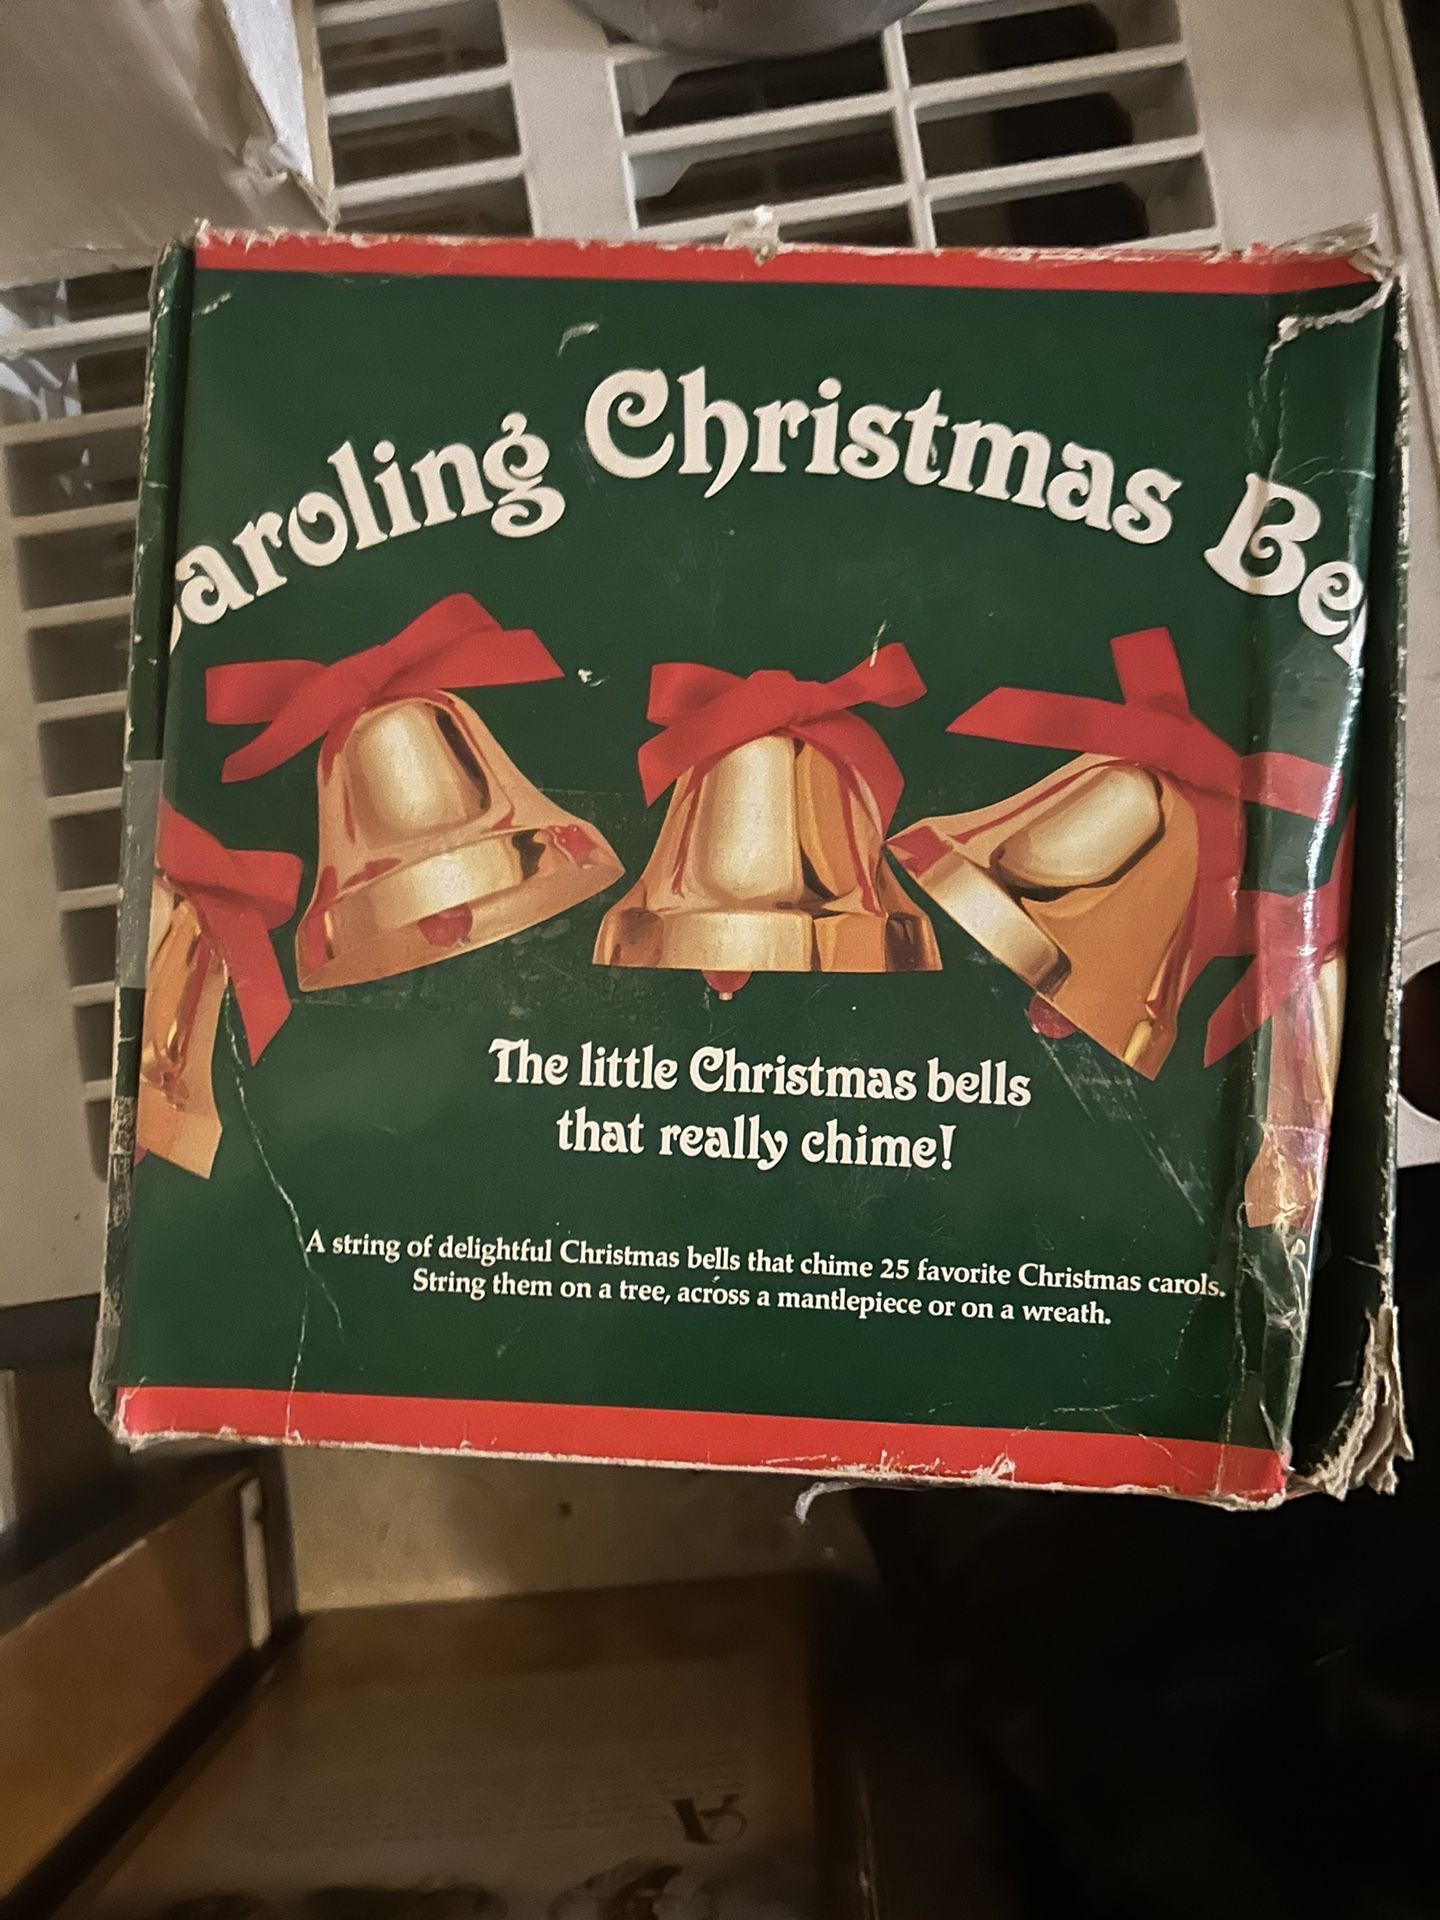 aroling Christmas Be
The little Christmas bells
that really chime!
A string of delightful Christmas bells that chime 25 favorite Christmas carols.
String them on a tree, across a mantlepiece or on a wreath.